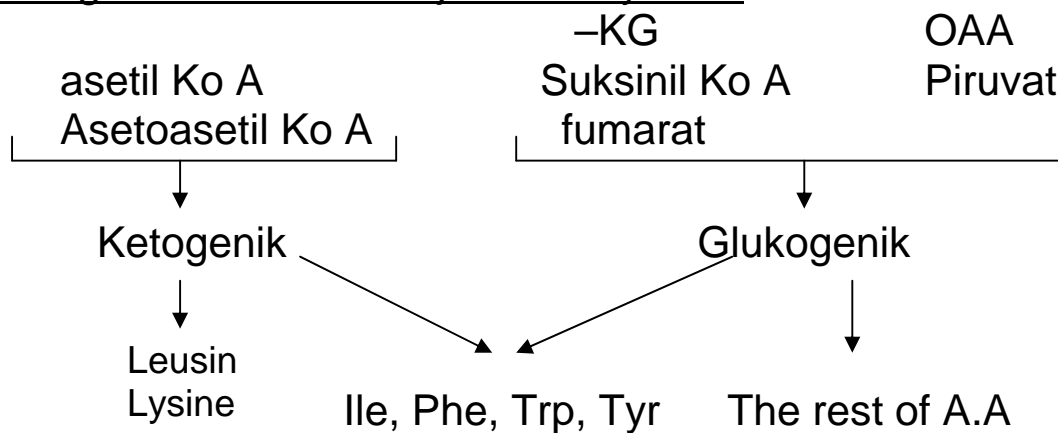 –KG OAA
asetil Ko A Suksinil Ko A Piruvat
Asetoasetil Ko A fumarat
Ketogenik Glukogenik
Leusin
Lysine
Ile, Phe, Trp, Tyr The rest of A.A